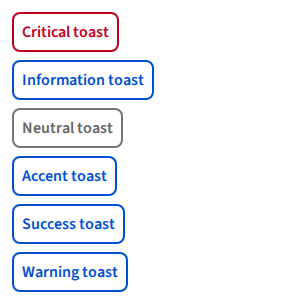 Critical toast
Information toast
Neutral toast
Accent toast
Success toast
Warning toast